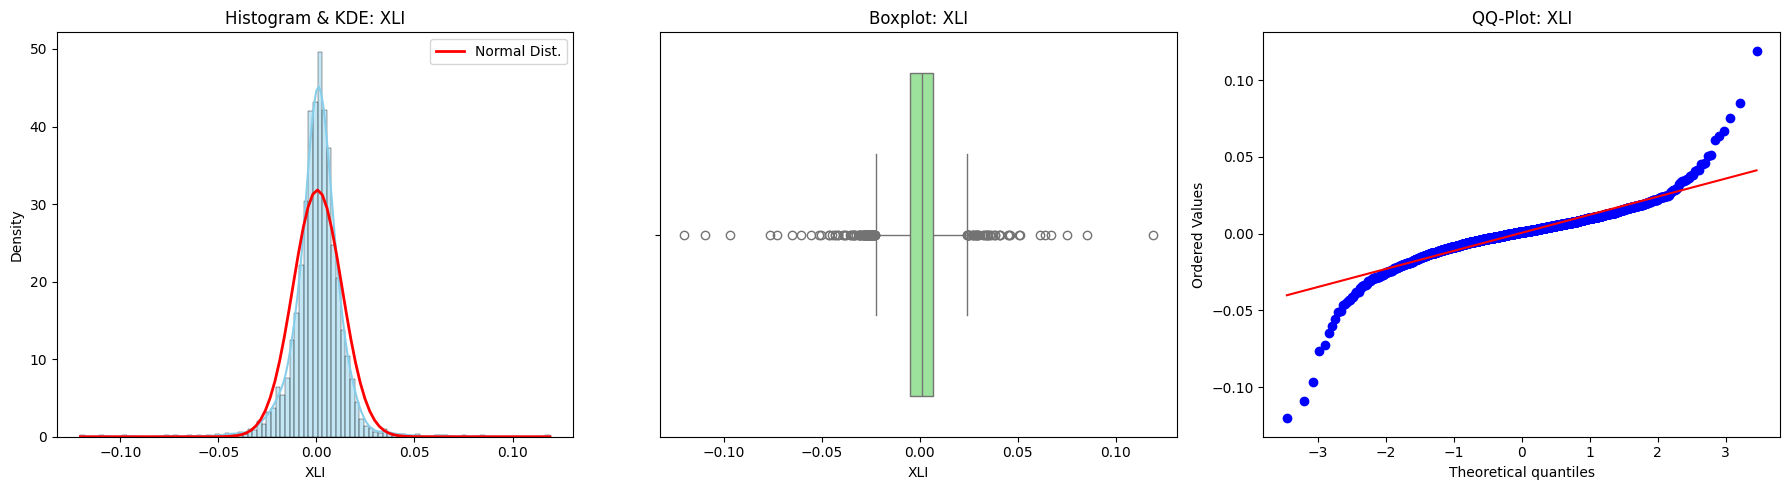 Histogram & KDE: XLI
Normal Dist.
Density
50
40
30
20
10
0
−0.10 −0.05 0.00 0.05 0.10
XLI
Boxplot: XLI
−0.10 −0.05 0.00 0.05 0.10
XLI
QQ-Plot: XLI
Ordered Values
0.10
0.05
0.00
−0.05
−0.10
−3 −2 −1 0 1 2 3
Theoretical quantiles